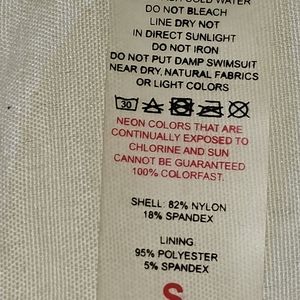 COLD WATER
DO NOT BLEACH
LINE DRY NOT
IN DIRECT SUNLIGHT
DO NOT IRON
DO NOT PUT DAMP SWIMSUIT
NEAR DRY, NATURAL FABRICS
OR LIGHT COLORS
30
NEON COLORS THAT ARE
CONTINUALLY EXPOSED TO
CHLORINE AND SUN
CANNOT BE GUARANTEED
100% COLORFAST.
SHELL: 82% NYLON
18% SPANDEX
LINING:
95% POLYESTER
5% SPANDEX
S